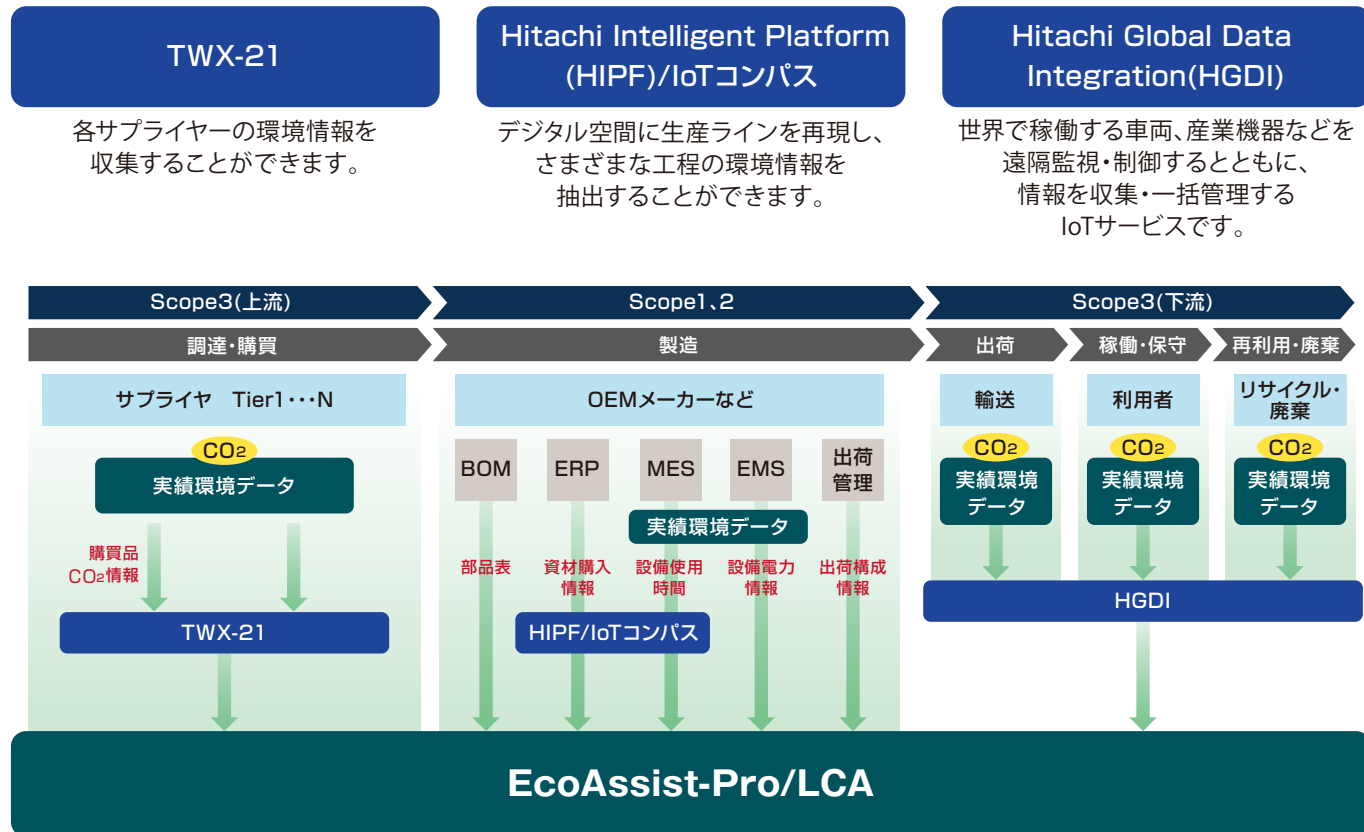 TWX-21
各サプライヤーの環境情報を
収集することができます。
Hitachi Intelligent Platform
(HIPF)/IoTコンパス
デジタル空間に生産ラインを再現し、
さまざまな工程の環境情報を
抽出することができます。
Hitachi Global Data
Integration(HGDI)
世界で稼働する車両、産業機器などを
遠隔監視・制御するとともに、
情報を収集・一括管理する
IoTサービスです。
Scope3(上流)
Scope1、2
Scope3(下流)
調達・購買
製造
出荷
稼働・保守
再利用・廃棄
サプライヤ Tier1・・・N
CO2
実績環境データ
購買品
CO2情報
TWX-21
OEMメーカーなど
BOM
ERP
MES
EMS
出荷
管理
実績環境データ
部品表
資材購入
情報
設備使用
時間
設備電力
情報
出荷構成
情報
HIPF/IoTコンパス
輸送
CO2
実績環境
データ
利用者
CO2
実績環境
データ
リサイクル・
廃棄
CO2
実績環境
データ
HGDI
EcoAssist-Pro/LCA